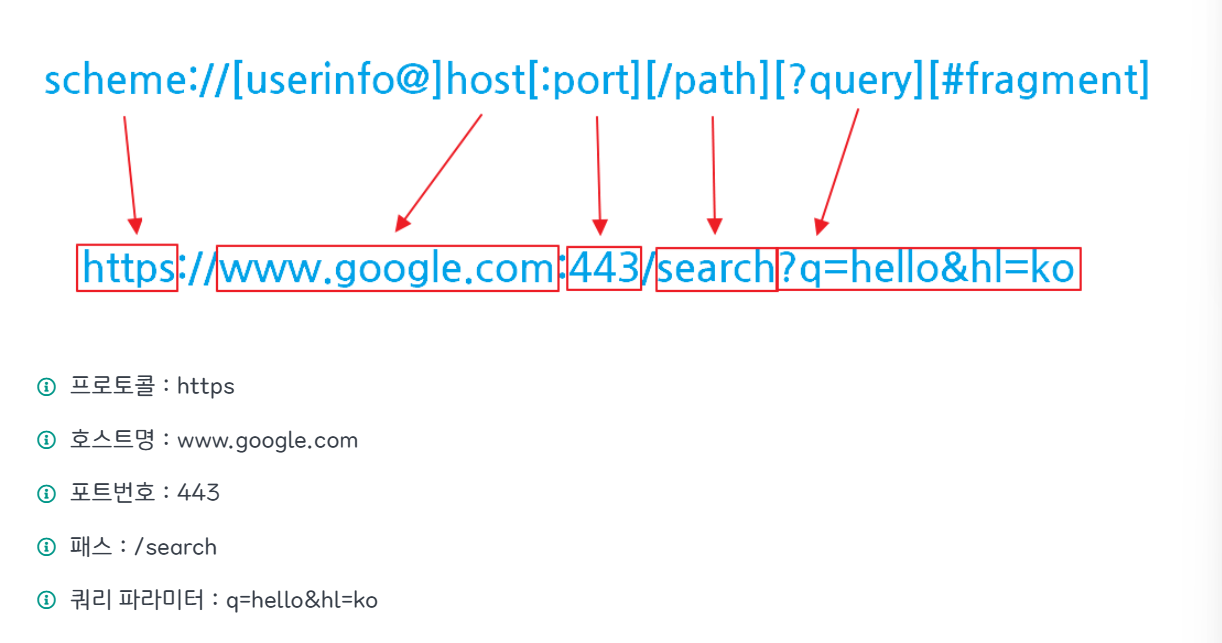 scheme://[userinfo@]host[:port][/path][?query][#fragment]
https://www.google.com:443/search?q=hello&hl=ko
프로토콜 : https
호스트명 : www.google.com
포트번호 : 443
패스 : /search
쿼리 파라미터 : q=hello&hl=ko